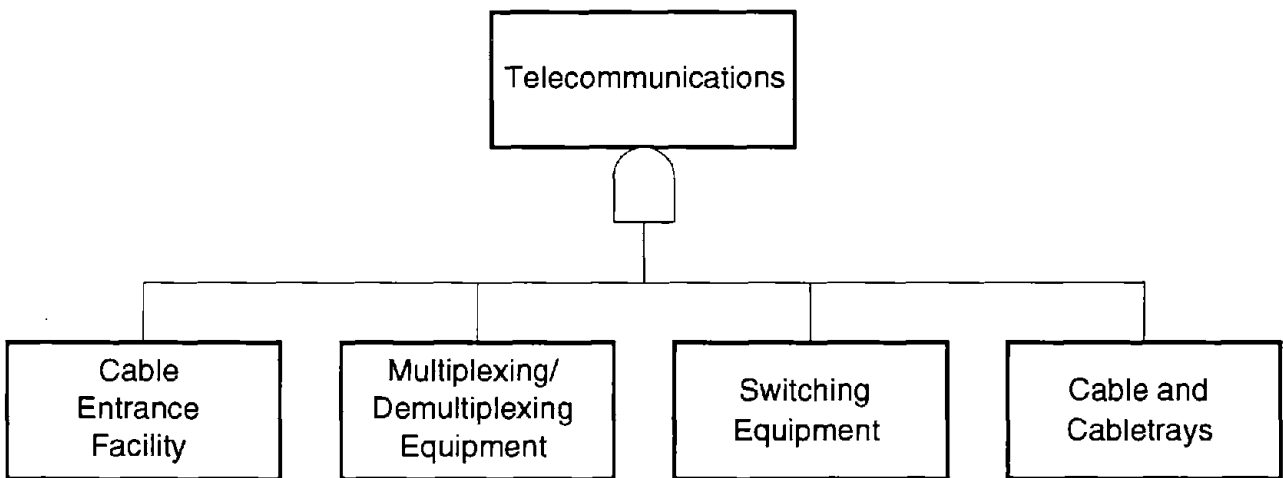 Telecommunications
Cable
Entrance
Facility
Multiplexing/
Demultiplexing
Equipment
Switching
Equipment
Cable and
Cabletrays